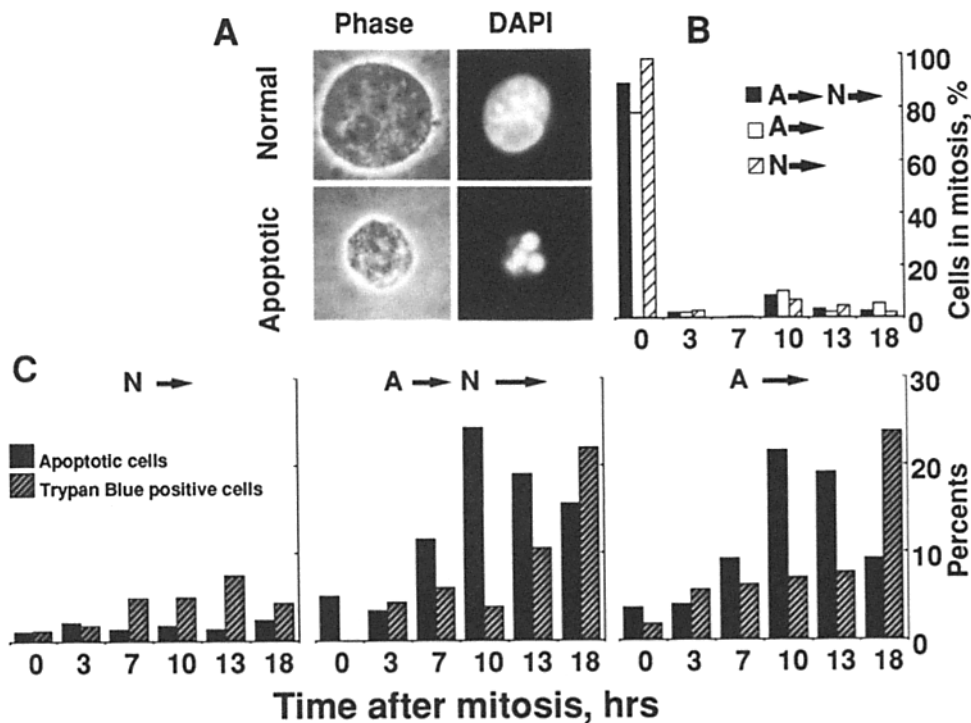 A
Phase
DAPI
Normal
Apoptotic
B
A N
A
N
100
80
60
40
20
0
Cells in mitosis, %
0 3 7 10 13 18
C
N
A N
A
Apoptotic cells
Trypan Blue positive cells
30
20
10
0
Percents
0 3 7 10 13 18
0 3 7 10 13 18
0 3 7 10 13 18
Time after mitosis, hrs